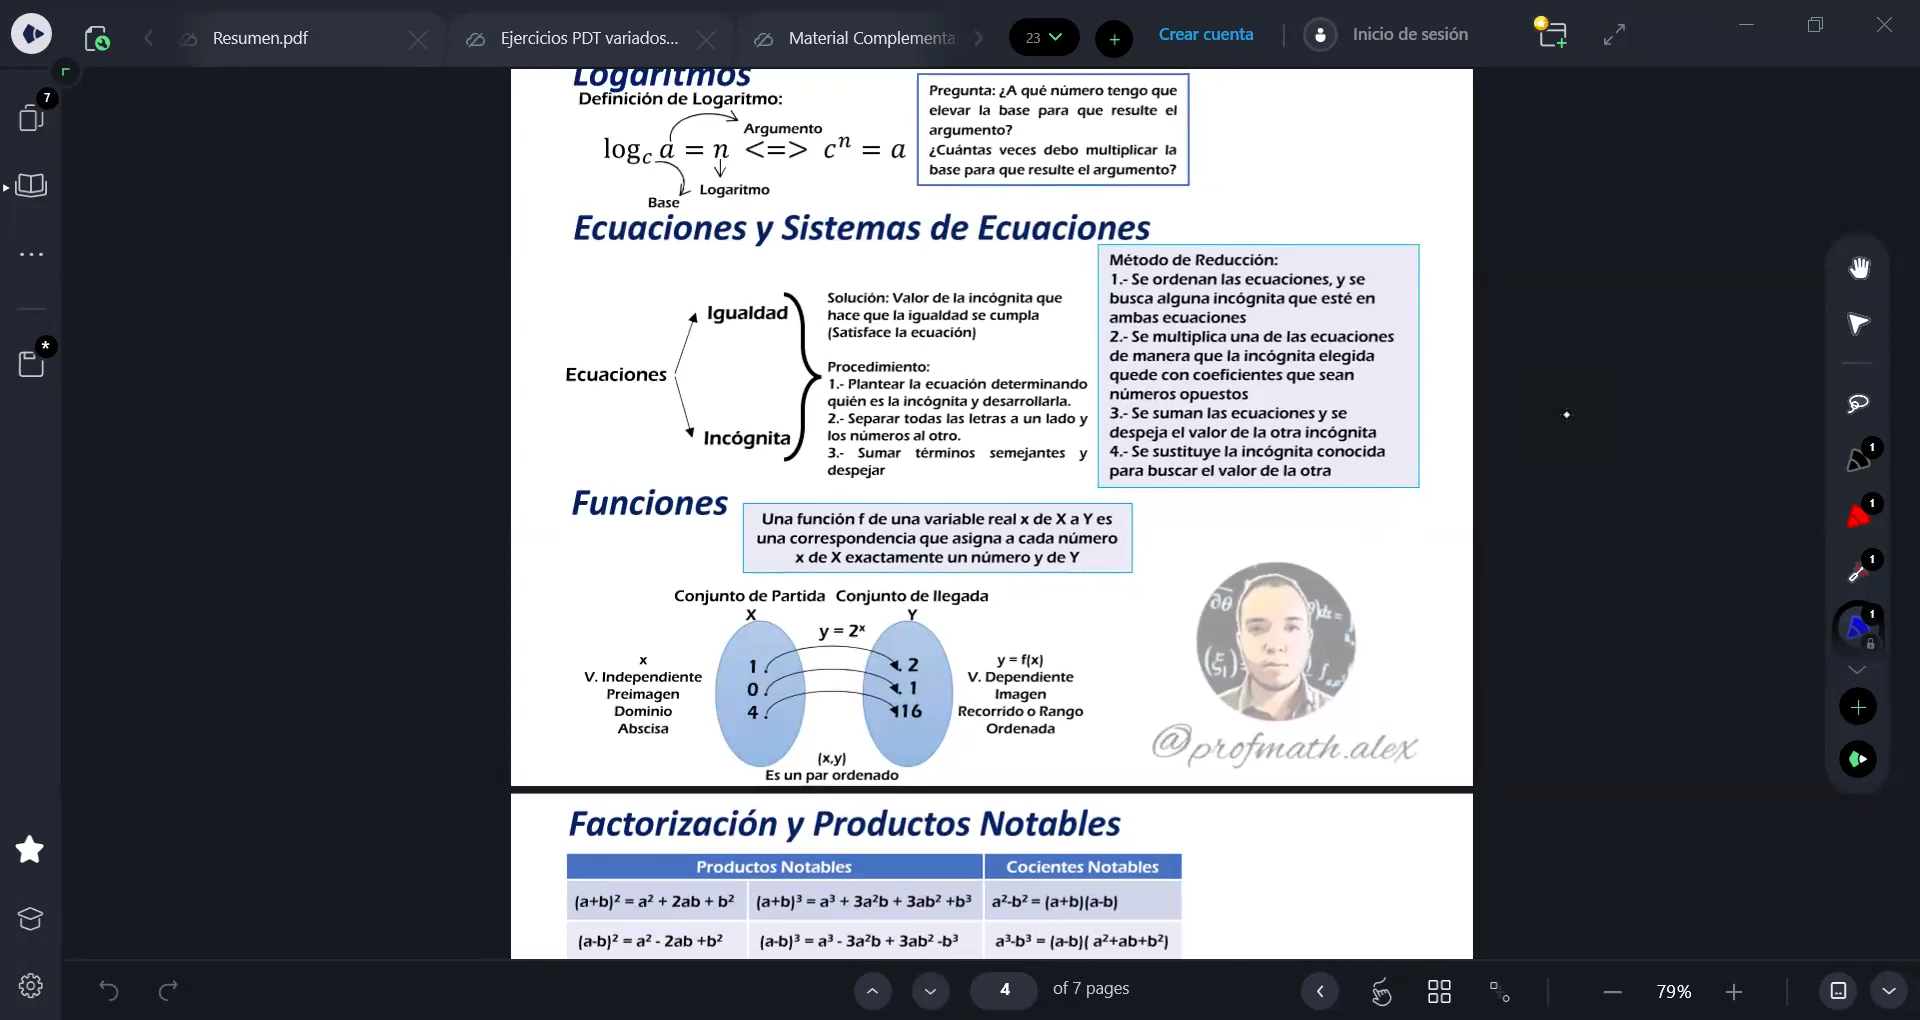 Resumen.pdf
Ejercicios PDT variados...
Material Complementa
23
Crear cuenta
Inicio de sesión
7
Logaritmos
Definición de Logaritmo:
Argumento
log_c a = n <=> c^n = a
Logaritmo
Base
Pregunta: ¿A qué número tengo que
elevar la base para que resulte el
argumento?
¿Cuántas veces debo multiplicar la
base para que resulte el argumento?
Ecuaciones y Sistemas de Ecuaciones
Ecuaciones
Igualdad
Incógnita
Solución: Valor de la incógnita que
hace que la igualdad se cumpla
(Satisface la ecuación)
Procedimiento:
1.- Plantear la ecuación determinando
quién es la incógnita y desarrollarla.
2.- Separar todas las letras a un lado y
los números al otro.
3.- Sumar términos semejantes y
despejar
Método de Reducción:
1.- Se ordenan las ecuaciones, y se
busca alguna incógnita que esté en
ambas ecuaciones
2.- Se multiplica una de las ecuaciones
de manera que la incógnita elegida
quede con coeficientes que sean
números opuestos
3.- Se suman las ecuaciones y se
despeja el valor de la otra incógnita
4.- Se sustituye la incógnita conocida
para buscar el valor de la otra
Funciones
Una función f de una variable real x de X a Y es
una correspondencia que asigna a cada número
x de X exactamente un número y de Y
Conjunto de Partida Conjunto de llegada
X Y
y = 2ˣ
x
V. Independiente
Preimagen
Dominio
Abscisa
1 .
0 .
4 .
. 2
. 1
16
y = f(x)
V. Dependiente
Imagen
Recorrido o Rango
Ordenada
(x,y)
Es un par ordenado
@profmath.alex
Factorización y Productos Notables
Productos Notables Cocientes Notables
(a+b)² = a² + 2ab + b² (a+b)³ = a³ + 3a²b + 3ab² +b³ a²-b² = (a+b)(a-b)
(a-b)² = a² - 2ab +b² (a-b)³ = a³ - 3a²b + 3ab² -b³ a³-b³ = (a-b)( a²+ab+b²)
1
1
1
1
4 of 7 pages
79%